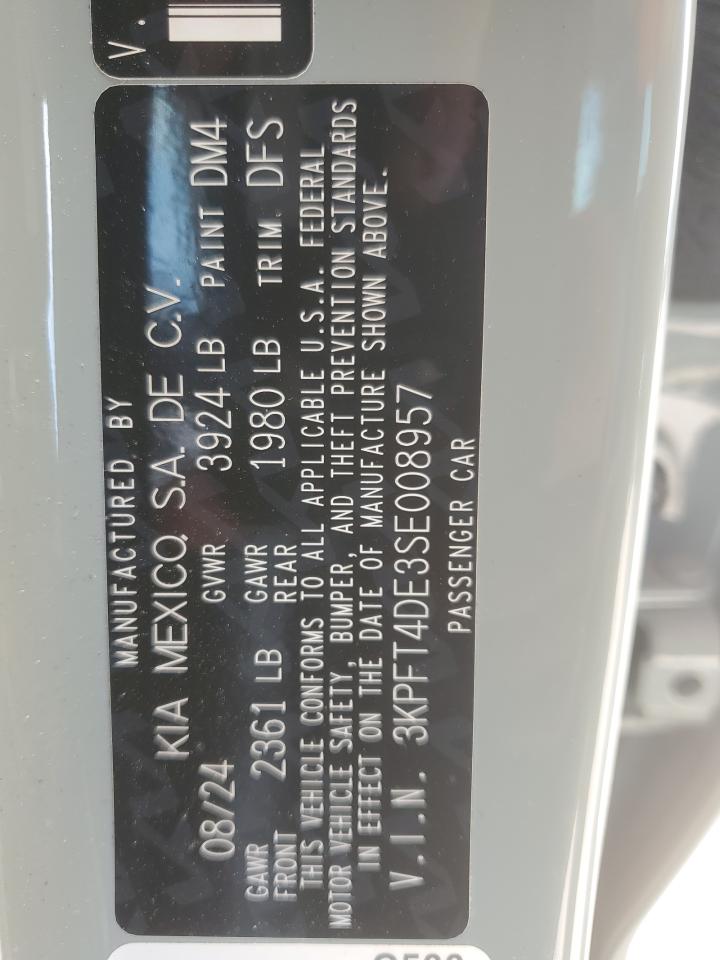 V.
MANUFACTURED BY
KIA MEXICO, S.A. DE C.V.
08/24 GVWR 3924 LB PAINT DM4
GAWR FRONT 2361 LB GAWR REAR 1980 LB TRIM. DFS
THIS VEHICLE CONFORMS TO ALL APPLICABLE U.S.A. FEDERAL
MOTOR VEHICLE SAFETY, BUMPER, AND THEFT PREVENTION STANDARDS
IN EFFECT ON THE DATE OF MANUFACTURE SHOWN ABOVE.
V.I.N. 3KPFT4DE3SE008957
PASSENGER CAR